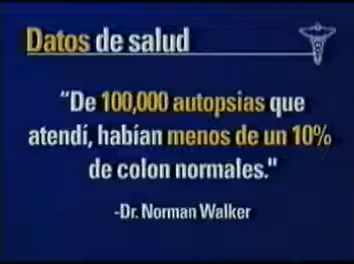 Datos de salud
“De 100,000 autopsias que
atendí, habían menos de un 10%
de colon normales."
-Dr. Norman Walker